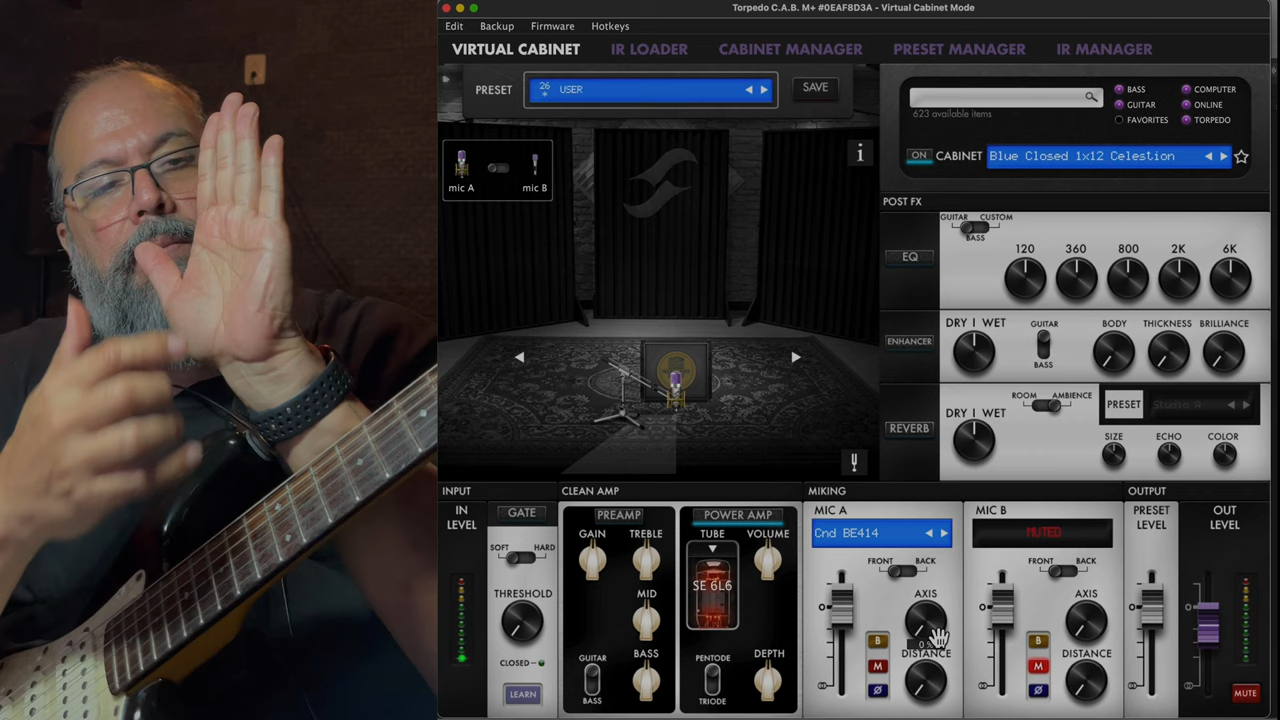 Torpedo C.A.B. M+ #0EAF8D3A - Virtual Cabinet Mode
Edit Backup Firmware Hotkeys
VIRTUAL CABINET IR LOADER CABINET MANAGER PRESET MANAGER IR MANAGER
PRESET 26 * USER SAVE
mic A mic B
i
623 available items
BASS COMPUTER
GUITAR ONLINE
FAVORITES TORPEDO
ON CABINET Blue Closed 1x12 Celestion
POST FX
EQ
GUITAR CUSTOM
BASS
120 360 800 2K 6K
ENHANCER
DRY | WET GUITAR BODY THICKNESS BRILLIANCE
BASS
REVERB
ROOM AMBIENCE
DRY | WET PRESET Studio A
SIZE ECHO COLOR
INPUT
IN LEVEL
GATE
SOFT HARD
THRESHOLD
CLOSED
LEARN
CLEAN AMP
PREAMP
GAIN TREBLE
MID
BASS
GUITAR
BASS
POWER AMP
TUBE VOLUME
SE 6L6
PENTODE DEPTH
TRIODE
MIKING
MIC A
Cnd BE414
FRONT BACK
AXIS
0
B
0 %
M DISTANCE
Ø
∞
MIC B
MUTED
FRONT BACK
AXIS
0
B
M DISTANCE
Ø
∞
OUTPUT
PRESET LEVEL
0
∞
OUT LEVEL
0
∞
MUTE